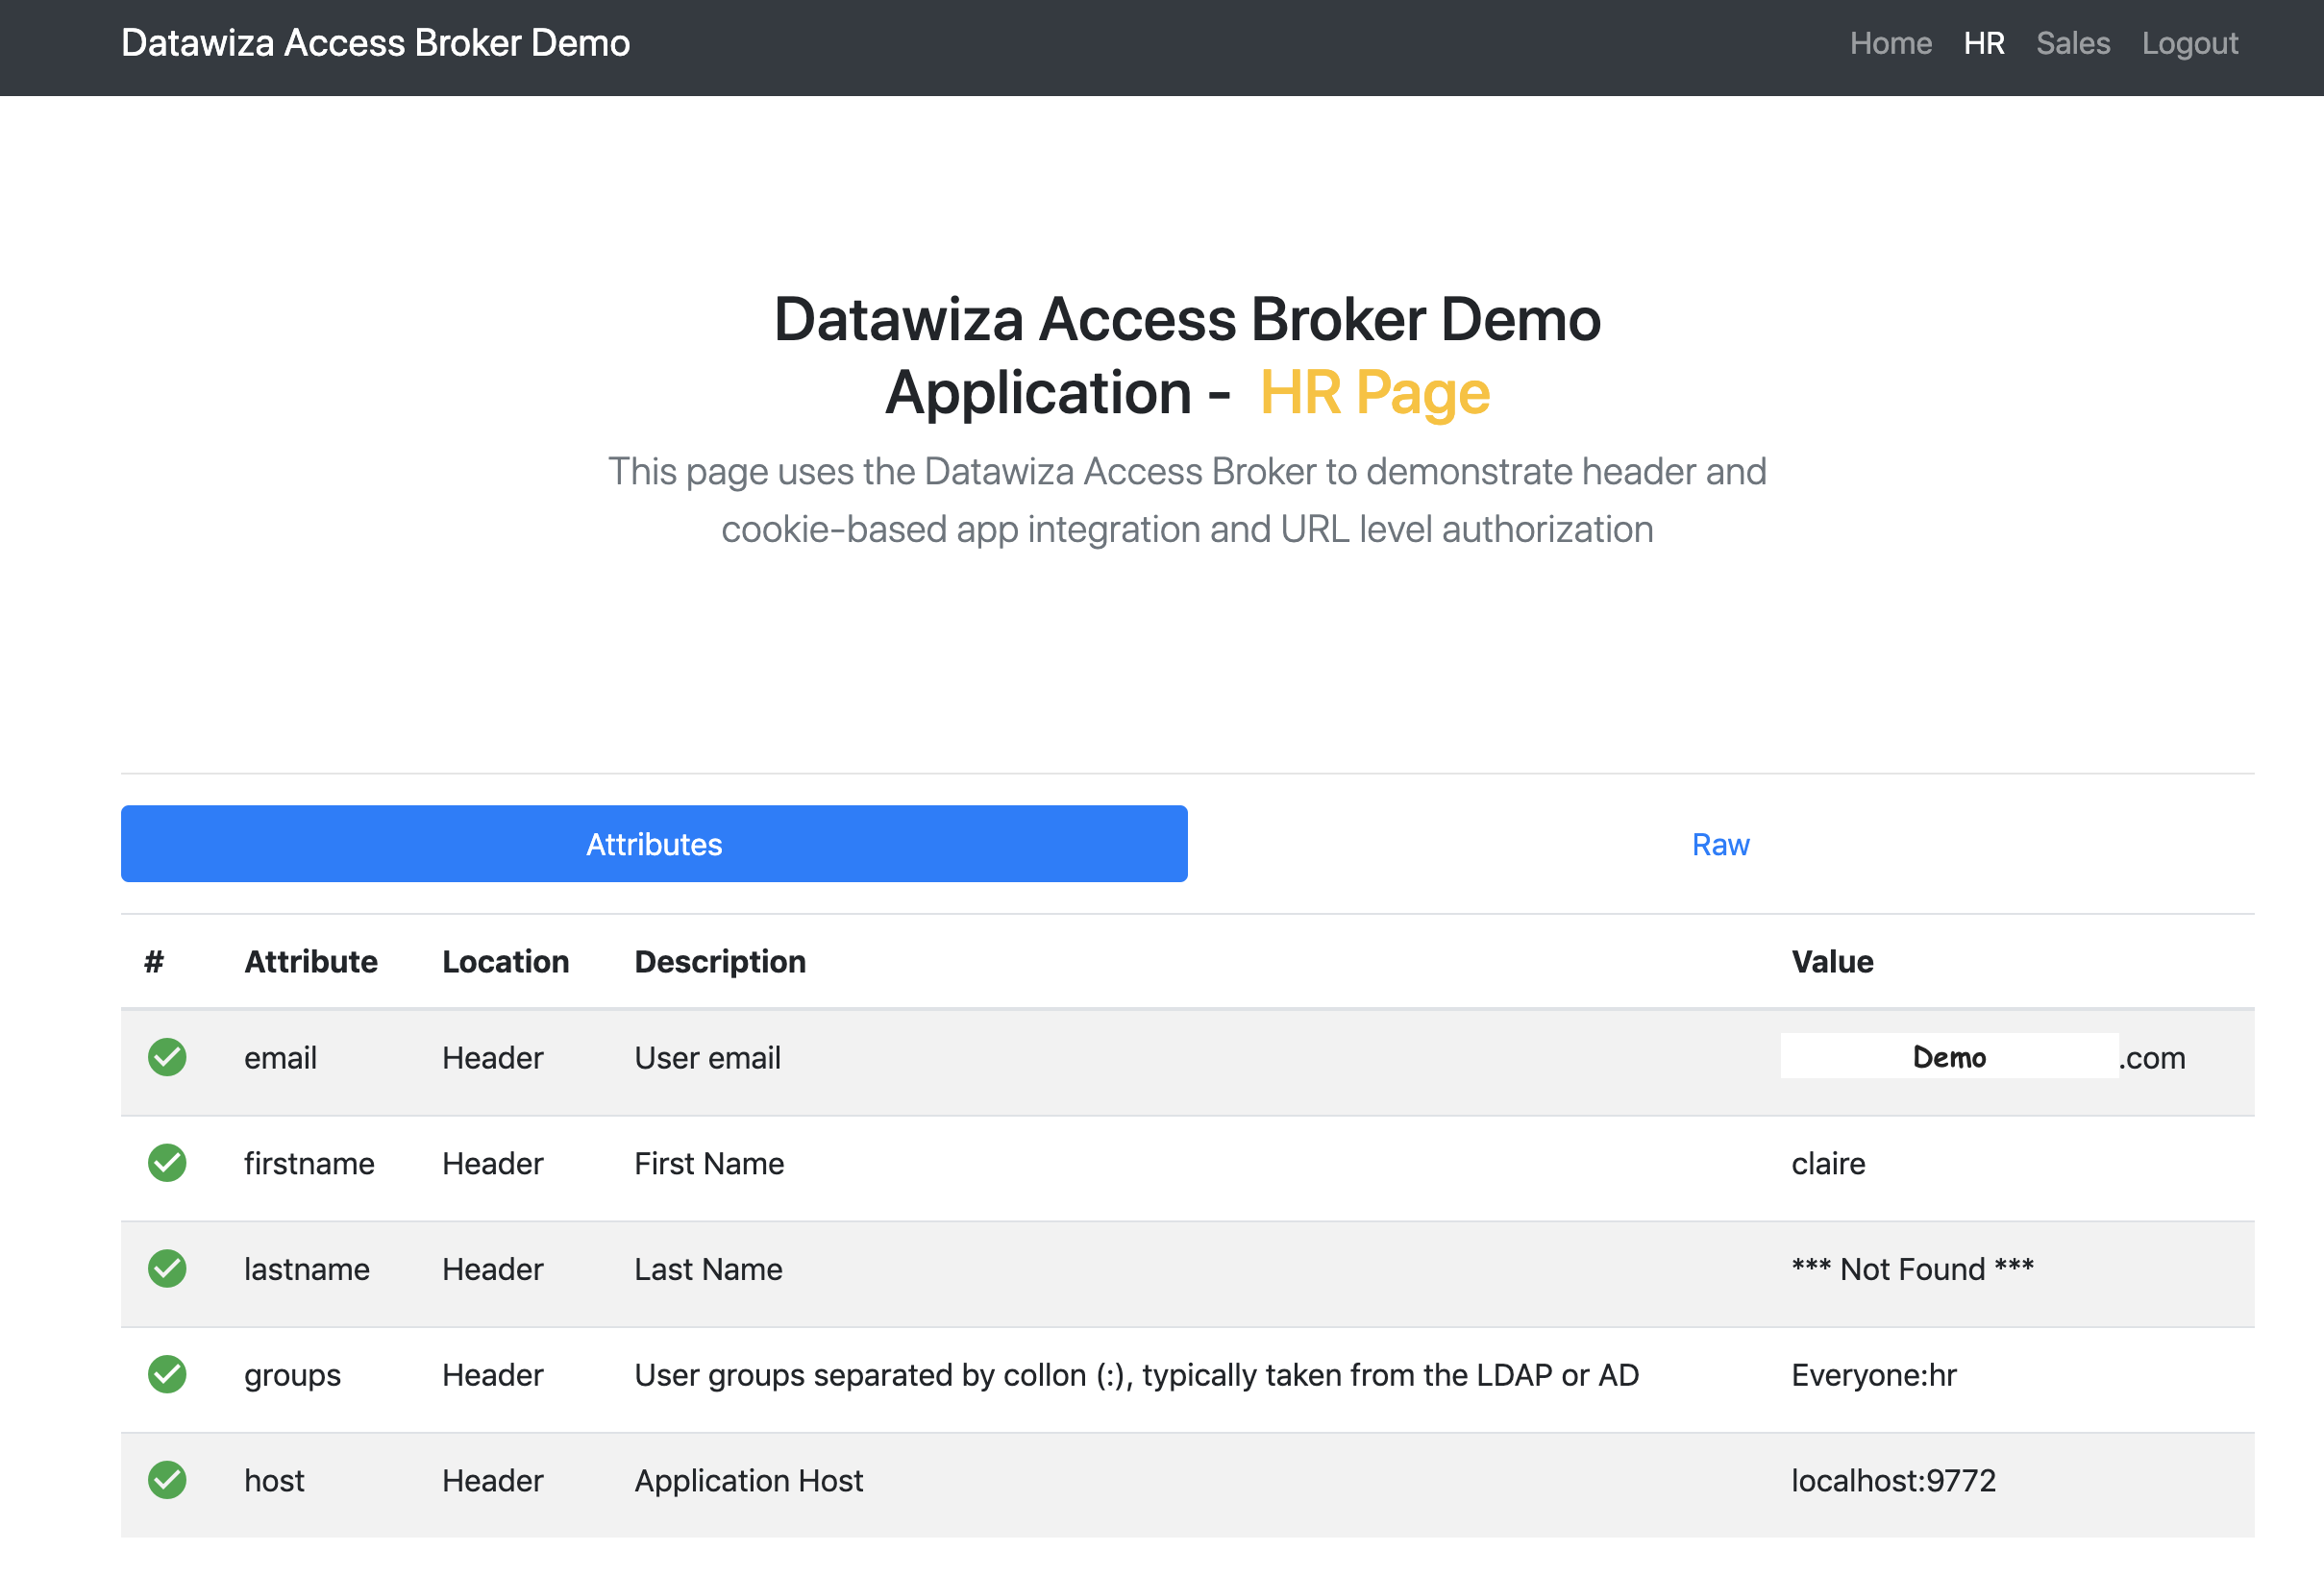 Datawiza Access Broker Demo
Home HR Sales Logout
Datawiza Access Broker Demo
Application - HR Page
This page uses the Datawiza Access Broker to demonstrate header and
cookie-based app integration and URL level authorization
Attributes Raw
# Attribute Location Description Value
email Header User email Demo .com
firstname Header First Name claire
lastname Header Last Name *** Not Found ***
groups Header User groups separated by collon (:), typically taken from the LDAP or AD Everyone:hr
host Header Application Host localhost:9772